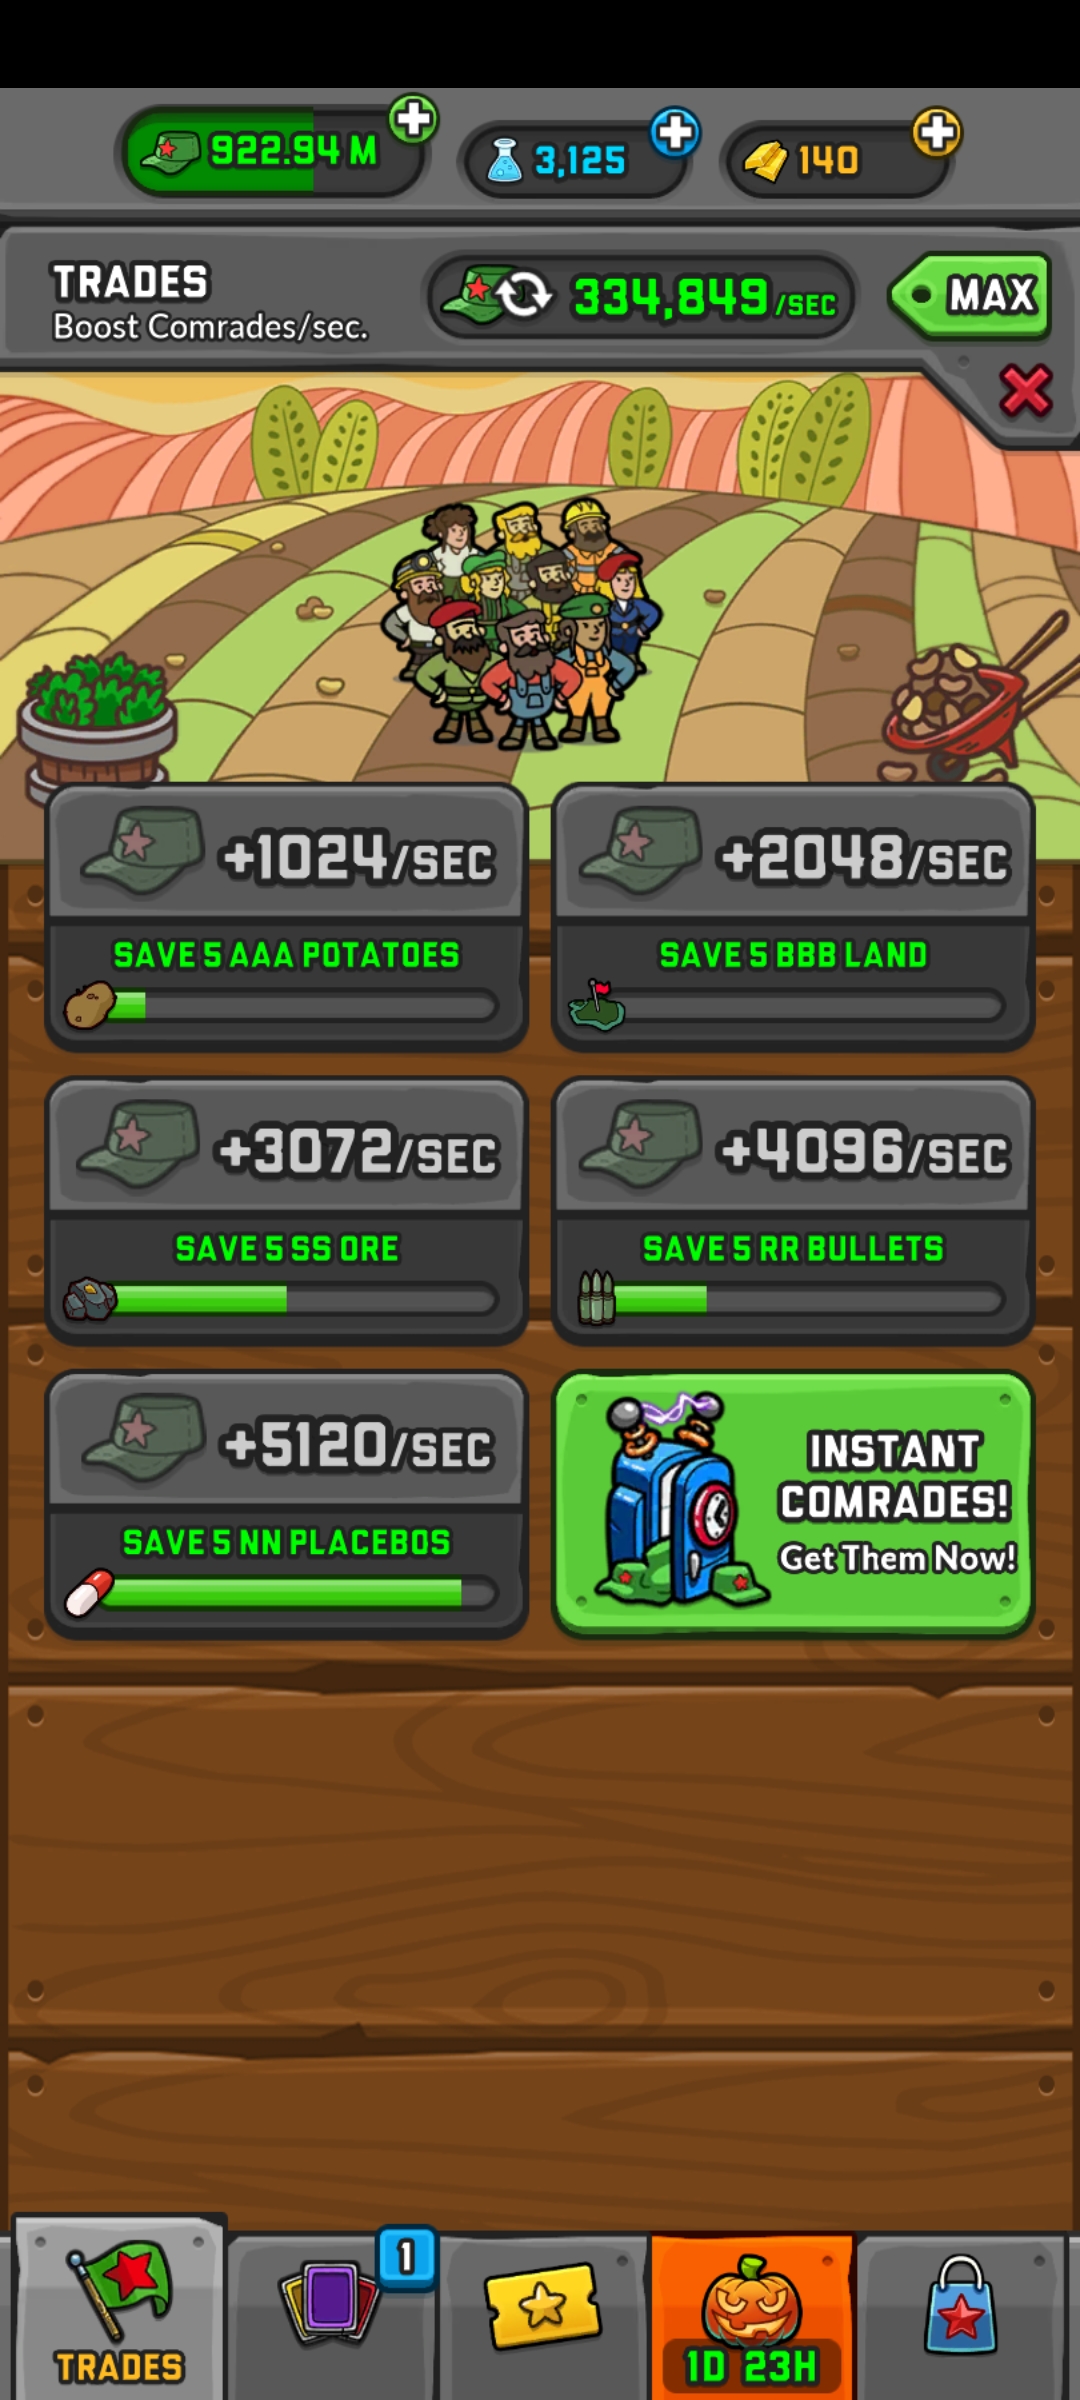 922.94 M
3,125
140
TRADES
Boost Comrades/sec.
334,849/SEC
MAX
+1024/SEC
SAVE 5 AAA POTATOES
+2048/SEC
SAVE 5 BBB LAND
+3072/SEC
SAVE 5 SS ORE
+4096/SEC
SAVE 5 RR BULLETS
+5120/SEC
SAVE 5 NN PLACEBOS
INSTANT
COMRADES!
Get Them Now!
1
TRADES
1D 23H